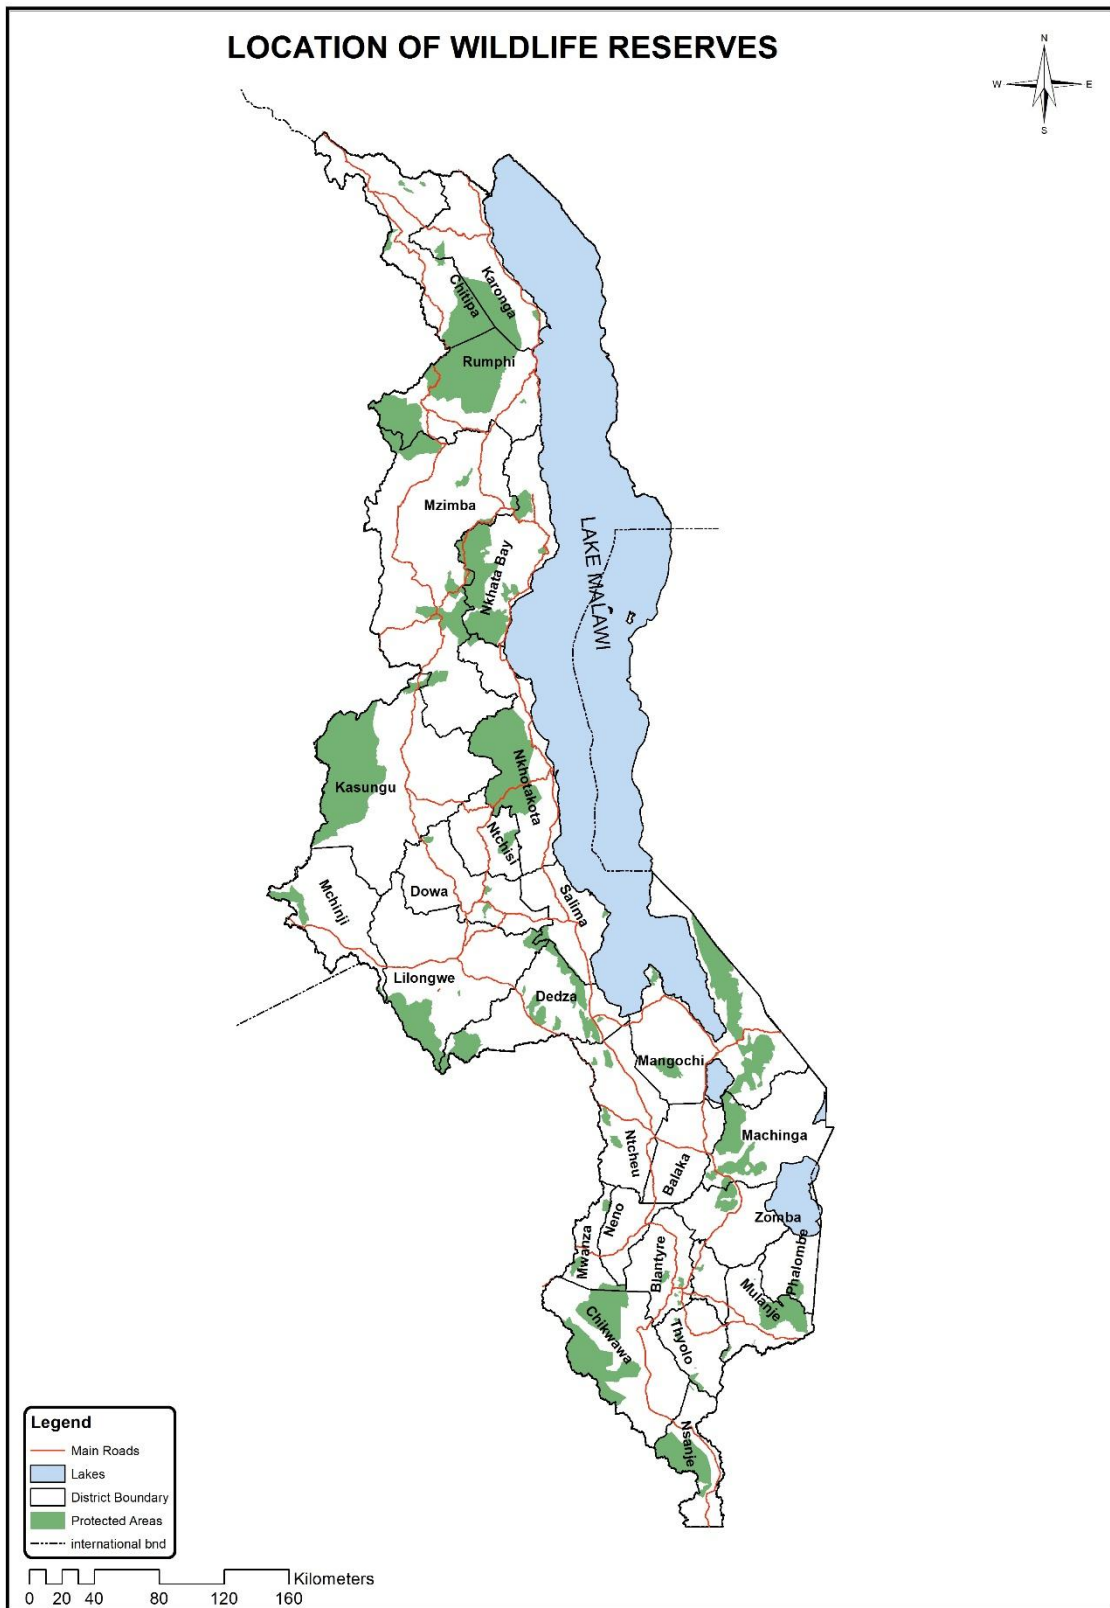 LOCATION OF WILDLIFE RESERVES
N
W E
S
Karonga
Chitipa
Rumphi
Mzimba
Nkhata Bay
LAKE MALAWI
Nkhotakota
Kasungu
Ntchisi
Dowa
Mchinji
Salima
Lilongwe
Dedza
Mangochi
Machinga
Ntcheu
Balaka
Zomba
Neno
Mwanza
Blantyre
Phalombe
Mulanje
Chikwawa
Thyolo
Nsanje
Legend
Main Roads
Lakes
District Boundary
Protected Areas
international bnd
Kilometers
0 20 40 80 120 160